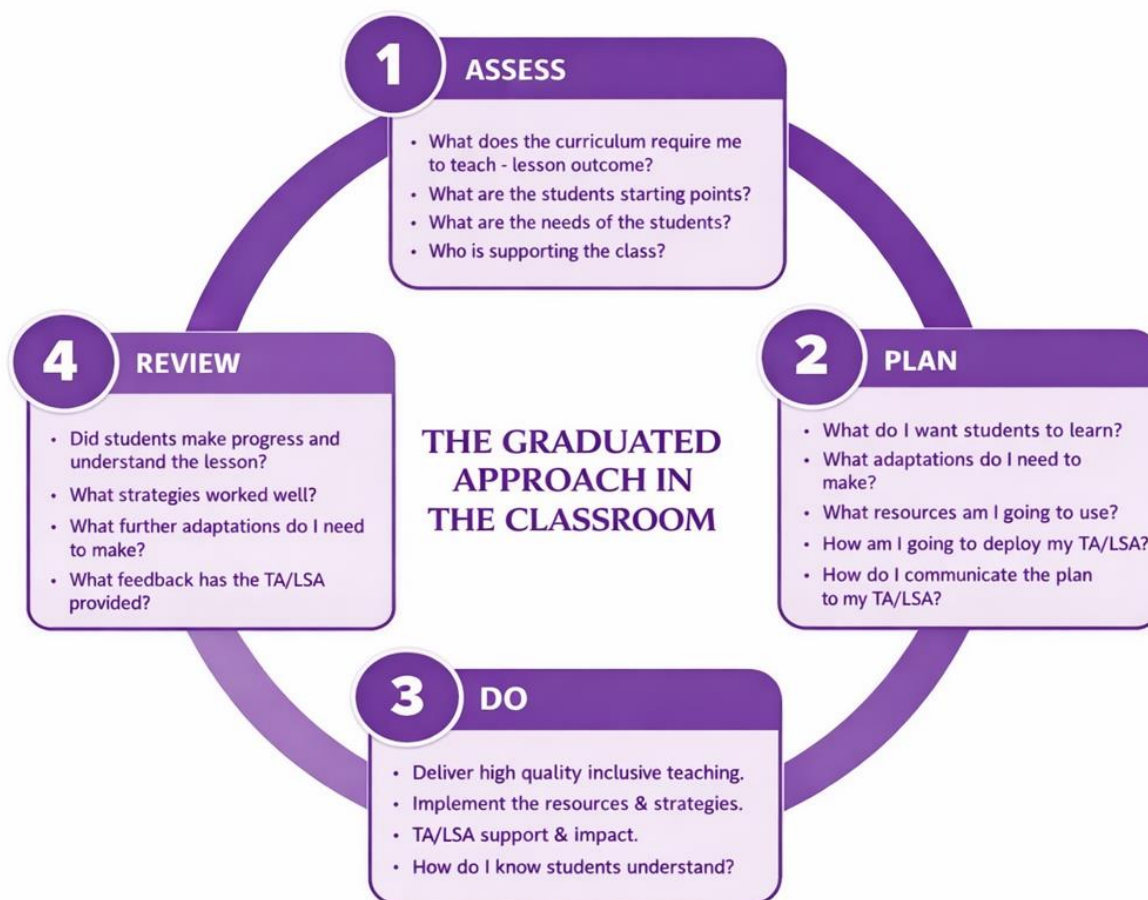 1
ASSESS
• What does the curriculum require me
to teach - lesson outcome?
• What are the students starting points?
• What are the needs of the students?
• Who is supporting the class?
2
PLAN
• What do I want students to learn?
• What adaptations do I need to
make?
• What resources am I going to use?
• How am I going to deploy my TA/LSA?
• How do I communicate the plan
to my TA/LSA?
3
DO
• Deliver high quality inclusive teaching.
• Implement the resources & strategies.
• TA/LSA support & impact.
• How do I know students understand?
4
REVIEW
• Did students make progress and
understand the lesson?
• What strategies worked well?
• What further adaptations do I need
to make?
• What feedback has the TA/LSA
provided?
THE GRADUATED
APPROACH IN
THE CLASSROOM